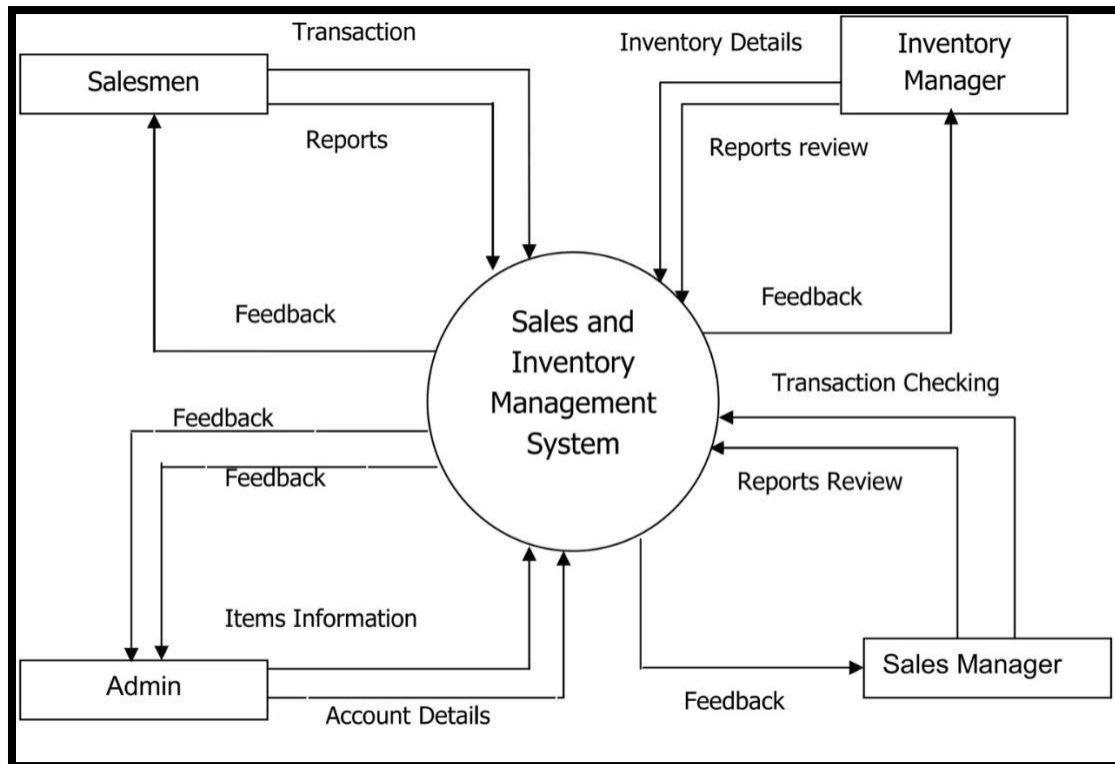 Transaction
Salesmen
Reports
Inventory Details
Inventory
Manager
Reports review
Feedback
Feedback
Sales and
Inventory
Management
System
Transaction Checking
Reports Review
Feedback
Feedback
Items Information
Admin
Account Details
Sales Manager
Feedback